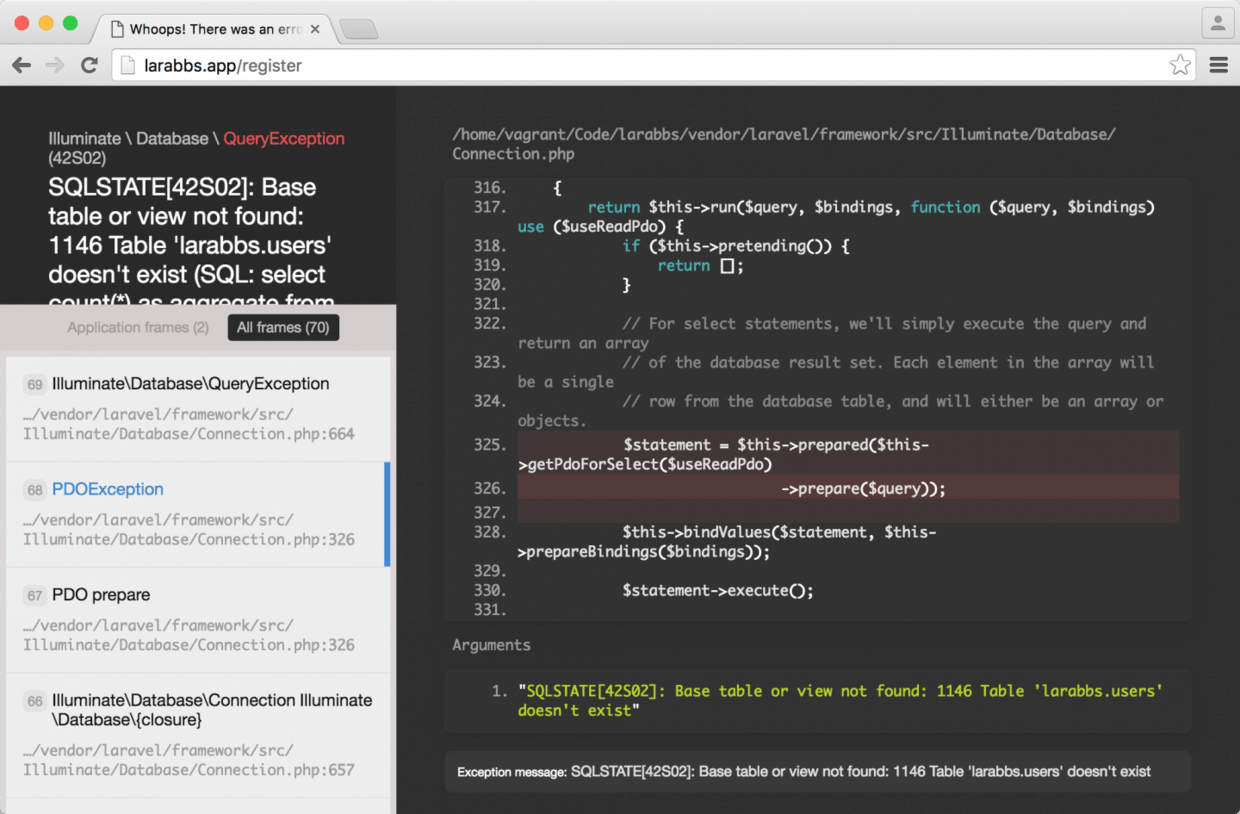 Whoops! There was an erro
larabbs.app/register
Illuminate \ Database \ QueryException
(42S02)
SQLSTATE[42S02]: Base
table or view not found:
1146 Table 'larabbs.users'
doesn't exist (SQL: select
count(*) as aggregate from
Application frames (2)
All frames (70)
69 Illuminate\Database\QueryException
…/vendor/laravel/framework/src/
Illuminate/Database/Connection.php:664
68 PDOException
…/vendor/laravel/framework/src/
Illuminate/Database/Connection.php:326
67 PDO prepare
…/vendor/laravel/framework/src/
Illuminate/Database/Connection.php:326
66 Illuminate\Database\Connection Illuminate
\Database\{closure}
…/vendor/laravel/framework/src/
Illuminate/Database/Connection.php:657
/home/vagrant/Code/larabbs/vendor/laravel/framework/src/Illuminate/Database/
Connection.php
316. {
317. return $this->run($query, $bindings, function ($query, $bindings)
use ($useReadPdo) {
318. if ($this->pretending()) {
319. return [];
320. }
321.
322. // For select statements, we'll simply execute the query and
return an array
323. // of the database result set. Each element in the array will
be a single
324. // row from the database table, and will either be an array or
objects.
325. $statement = $this->prepared($this-
>getPdoForSelect($useReadPdo)
326. ->prepare($query));
327.
328. $this->bindValues($statement, $this-
>prepareBindings($bindings));
329.
330. $statement->execute();
331.
Arguments
1. "SQLSTATE[42S02]: Base table or view not found: 1146 Table 'larabbs.users'
doesn't exist"
Exception message: SQLSTATE[42S02]: Base table or view not found: 1146 Table 'larabbs.users' doesn't exist